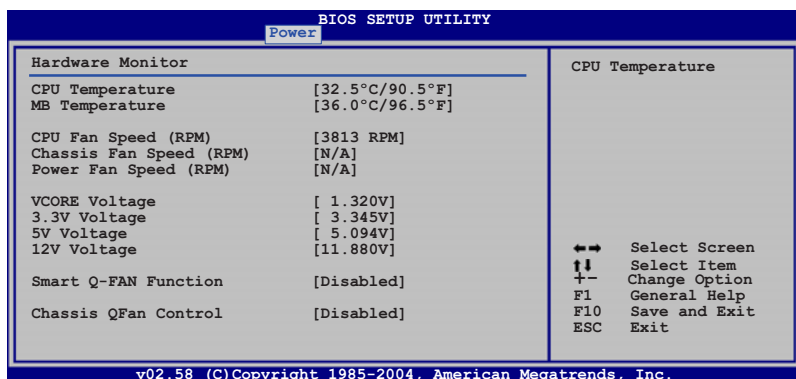 BIOS SETUP UTILITY
Power
Hardware Monitor
CPU Temperature [32.5°C/90.5°F]
MB Temperature [36.0°C/96.5°F]
CPU Fan Speed (RPM) [3813 RPM]
Chassis Fan Speed (RPM) [N/A]
Power Fan Speed (RPM) [N/A]
VCORE Voltage [ 1.320V]
3.3V Voltage [ 3.345V]
5V Voltage [ 5.094V]
12V Voltage [11.880V]
Smart Q-FAN Function [Disabled]
Chassis QFan Control [Disabled]
CPU Temperature
←→ Select Screen
↑↓ Select Item
+- Change Option
F1 General Help
F10 Save and Exit
ESC Exit
v02.58 (C)Copyright 1985-2004, American Megatrends, Inc.